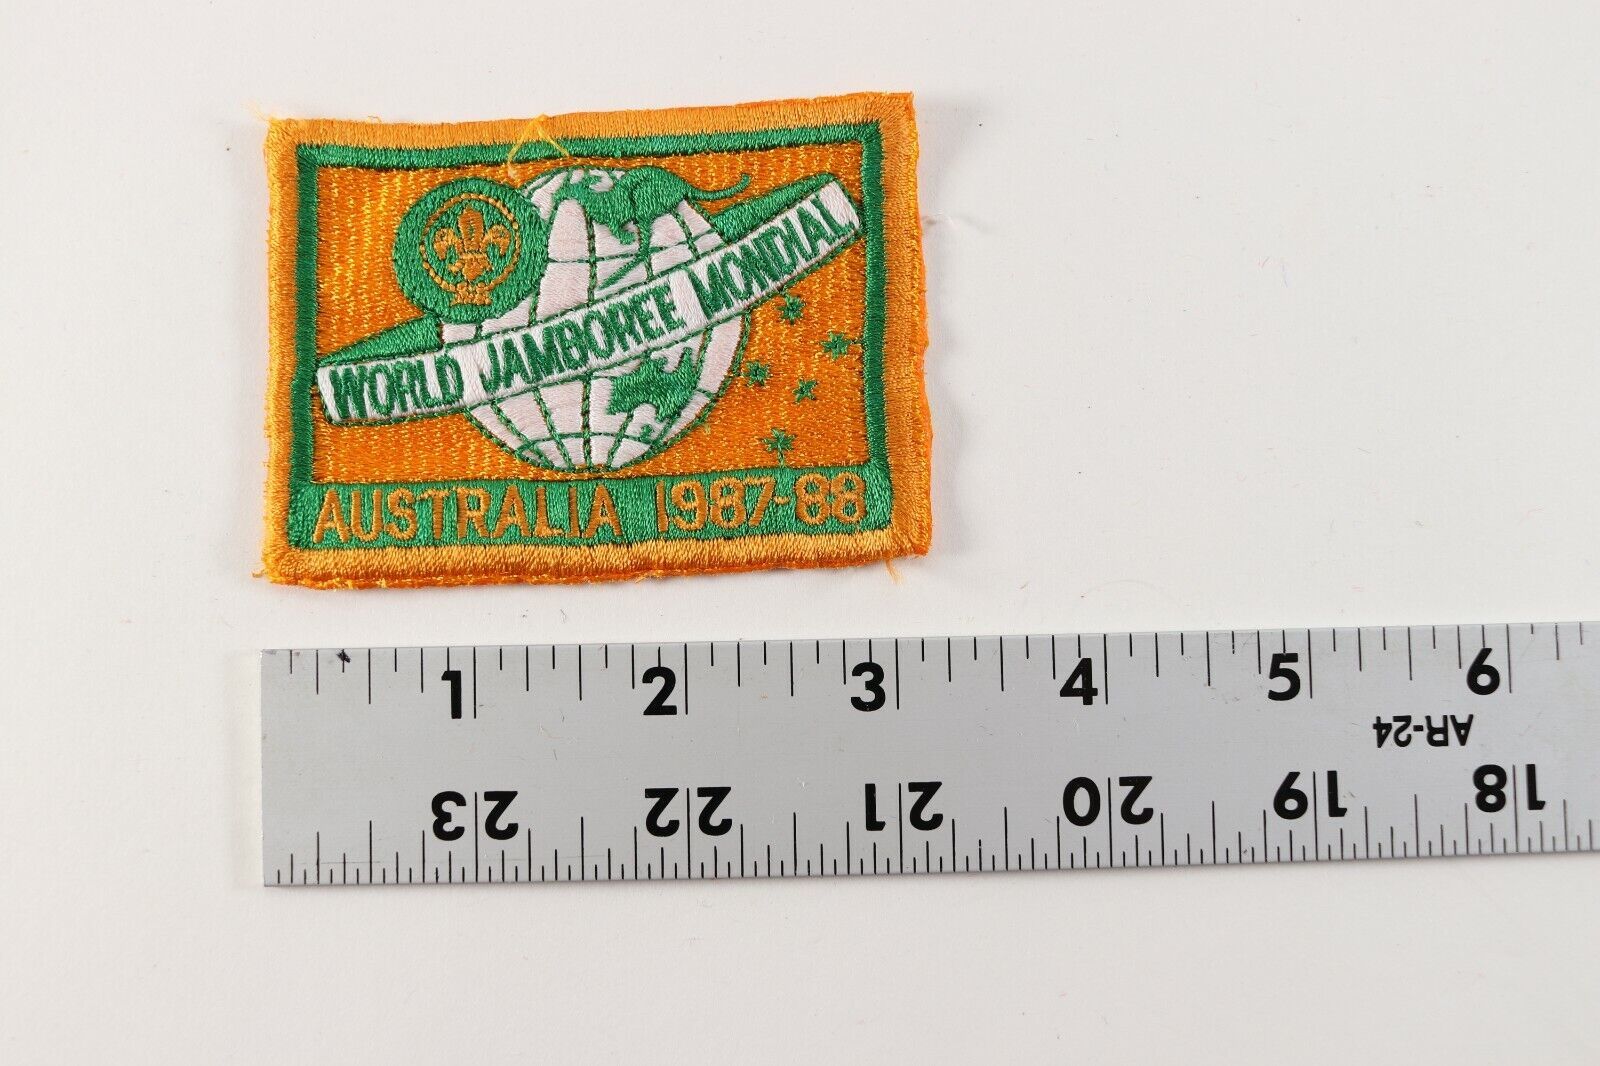 WORLD JAMBOREE MONDIAL
AUSTRALIA 1987-88
1 2 3 4 5 6
AR-24
23 22 21 20 19 18